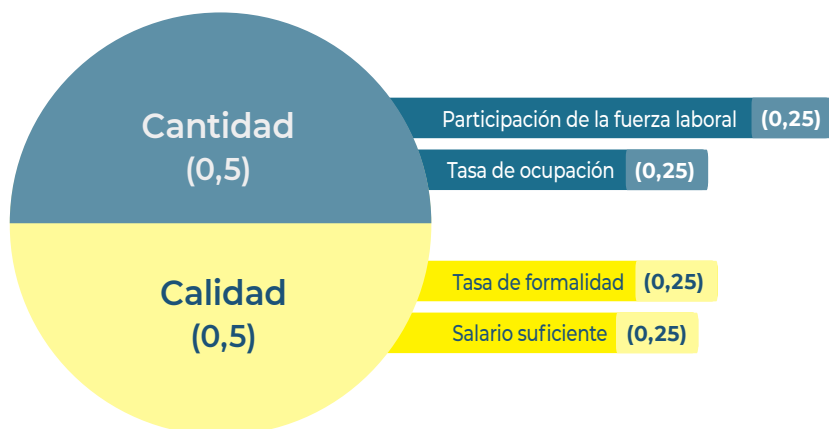 Cantidad
(0,5)
Participación de la fuerza laboral (0,25)
Tasa de ocupación (0,25)
Calidad
(0,5)
Tasa de formalidad (0,25)
Salario suficiente (0,25)